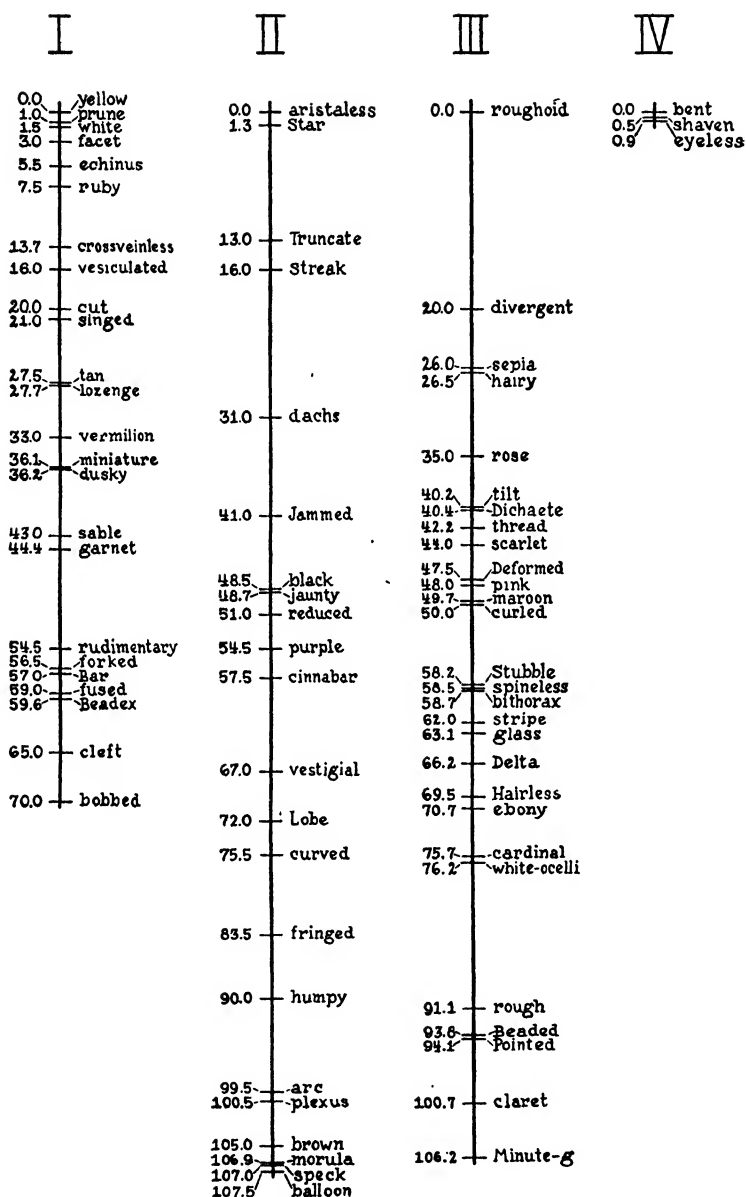 I
0.0 yellow
1.0 prune
1.5 white
3.0 facet
5.5 echinus
7.5 ruby
13.7 crossveinless
16.0 vesiculated
20.0 cut
21.0 singed
27.5 tan
27.7 lozenge
33.0 vermilion
36.1 miniature
36.2 dusky
43.0 sable
44.4 garnet
54.5 rudimentary
56.5 forked
57.0 Bar
59.0 fused
59.6 Beadex
65.0 cleft
70.0 bobbed
II
0.0 aristaless
1.3 Star
13.0 Truncate
16.0 Streak
31.0 dachs
41.0 Jammed
48.5 black
48.7 jaunty
51.0 reduced
54.5 purple
57.5 cinnabar
67.0 vestigial
72.0 Lobe
75.5 curved
83.5 fringed
90.0 humpy
99.5 arc
100.5 plexus
105.0 brown
106.9 morula
107.0 speck
107.5 balloon
III
0.0 roughoid
20.0 divergent
26.0 sepia
26.5 hairy
35.0 rose
40.2 tilt
40.4 Dichaete
42.2 thread
44.0 scarlet
47.5 Deformed
48.0 pink
49.7 maroon
50.0 curled
58.2 Stubble
58.5 spineless
58.7 bithorax
62.0 stripe
63.1 glass
66.2 Delta
69.5 Hairless
70.7 ebony
75.7 cardinal
76.2 white-ocelli
91.1 rough
93.8 Beaded
94.1 Pointed
100.7 claret
106.2 Minute-g
IV
0.0 bent
0.5 shaven
0.9 eyeless